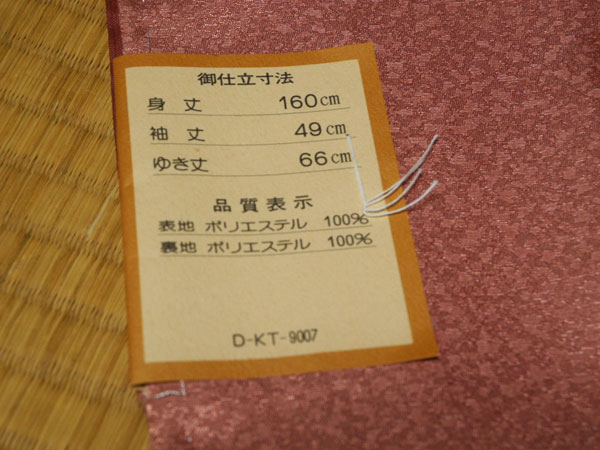 御仕立寸法
身丈 160cm
袖丈 49cm
ゆき丈 66cm
品質表示
表地 ポリエステル 100%
裏地 ポリエステル 100%
D-KT-9007